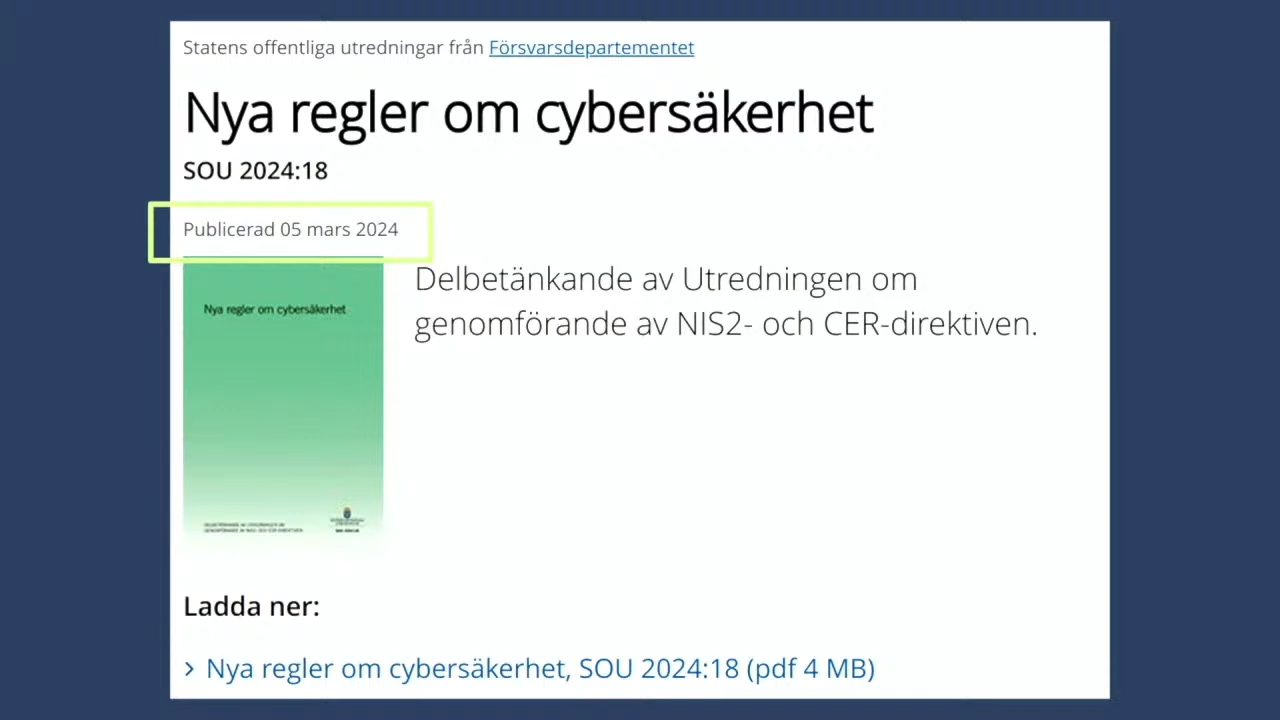 Statens offentliga utredningar från Försvarsdepartementet
Nya regler om cybersäkerhet
SOU 2024:18
Publicerad 05 mars 2024
Nya regler om cybersäkerhet
Delbetänkande av Utredningen om
genomförande av NIS2- och CER-direktiven.
Ladda ner:
> Nya regler om cybersäkerhet, SOU 2024:18 (pdf 4 MB)